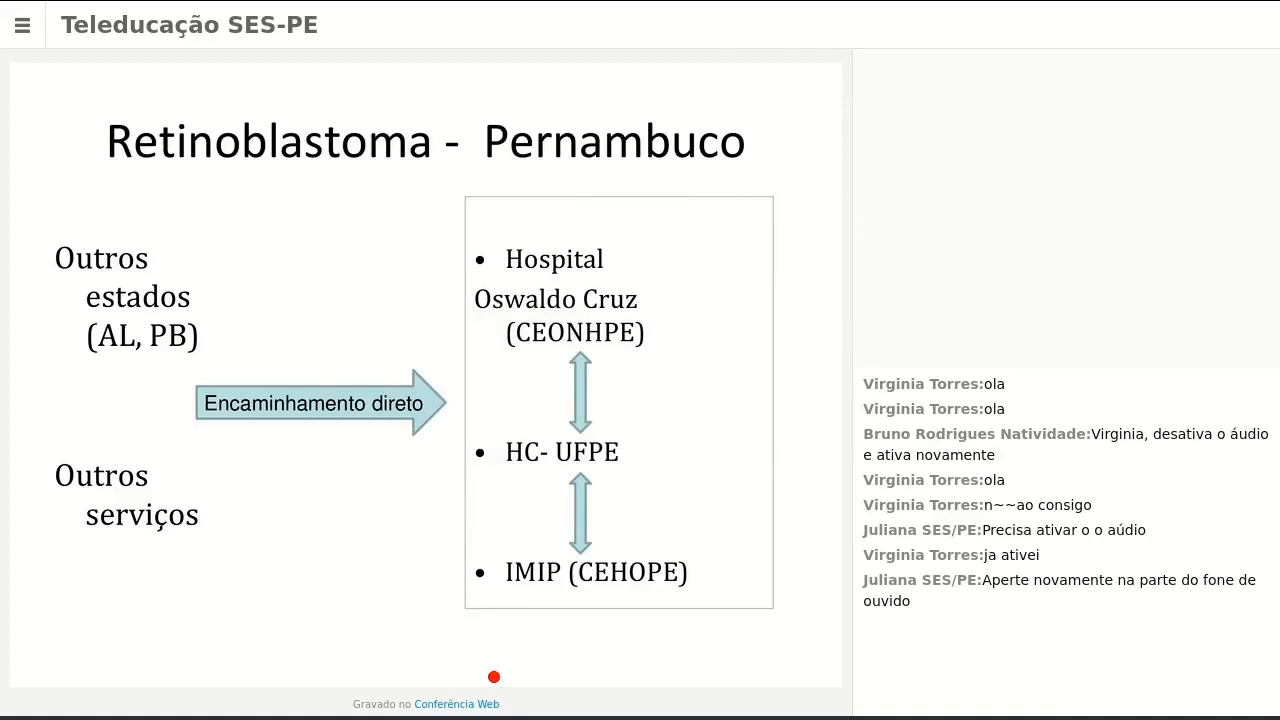 Teleducação SES-PE
Retinoblastoma - Pernambuco
Outros
estados
(AL, PB)
Encaminhamento direto
Outros
serviços
• Hospital
Oswaldo Cruz
(CEONHPE)
• HC- UFPE
• IMIP (CEHOPE)
Gravado no Conferência Web
Virginia Torres:ola
Virginia Torres:ola
Bruno Rodrigues Natividade:Virginia, desativa o áudio
e ativa novamente
Virginia Torres:ola
Virginia Torres:n~~ao consigo
Juliana SES/PE:Precisa ativar o o aúdio
Virginia Torres:ja ativei
Juliana SES/PE:Aperte novamente na parte do fone de
ouvido